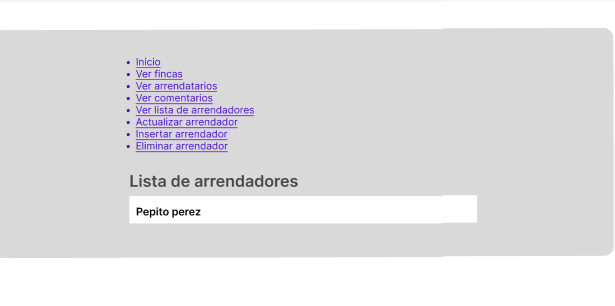 Inicio
Ver fincas
Ver arrendatarios
Ver comentarios
Ver lista de arrendadores
Actualizar arrendador
Insertar arrendador
Eliminar arrendador
Lista de arrendadores
Pepito perez